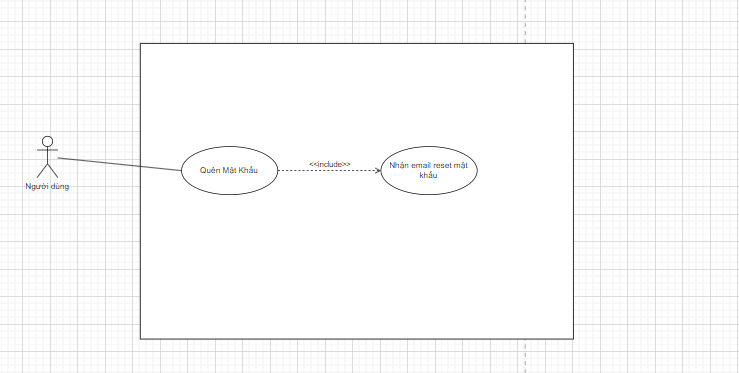 Quên Mật Khẩu
<<include>>
Nhận email reset mật
khẩu
Người dùng